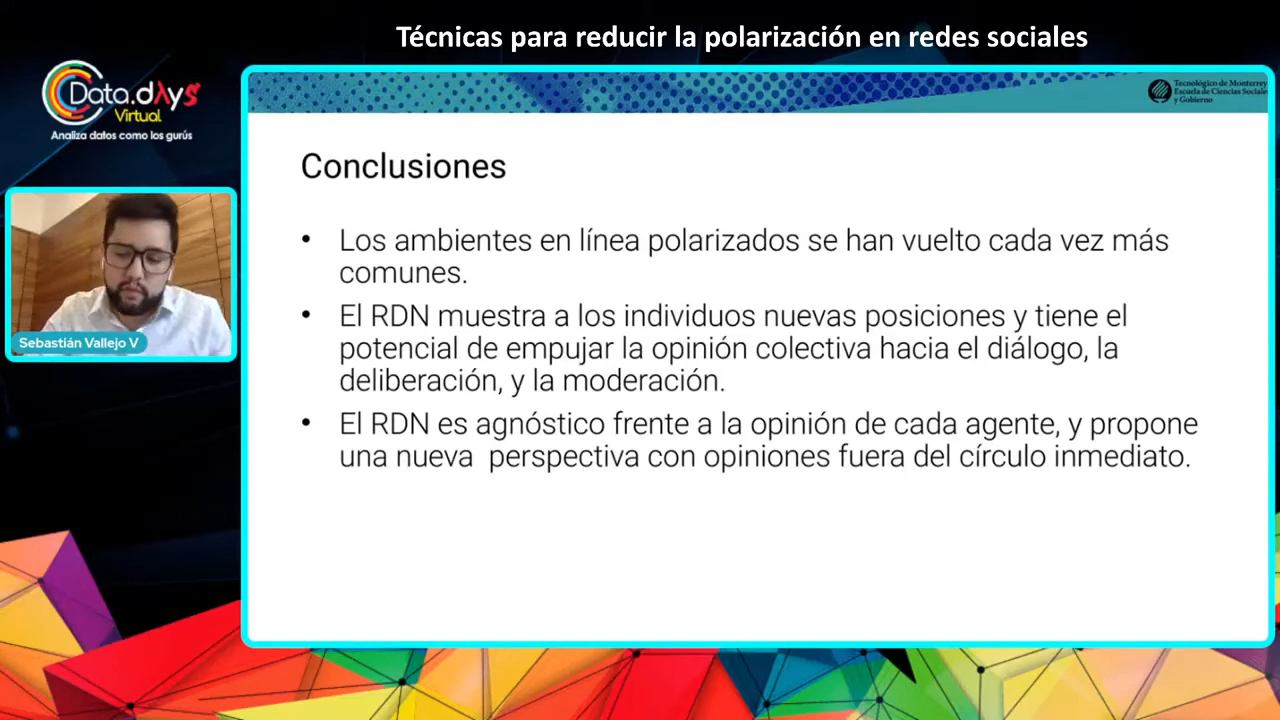 Técnicas para reducir la polarización en redes sociales
Data.dAys
Virtual
Analiza datos como los gurús
Tecnológico de Monterrey
Escuela de Ciencias Sociales
y Gobierno
Sebastián Vallejo V
Conclusiones
• Los ambientes en línea polarizados se han vuelto cada vez más
comunes.
• El RDN muestra a los individuos nuevas posiciones y tiene el
potencial de empujar la opinión colectiva hacia el diálogo, la
deliberación, y la moderación.
• El RDN es agnóstico frente a la opinión de cada agente, y propone
una nueva  perspectiva con opiniones fuera del círculo inmediato.